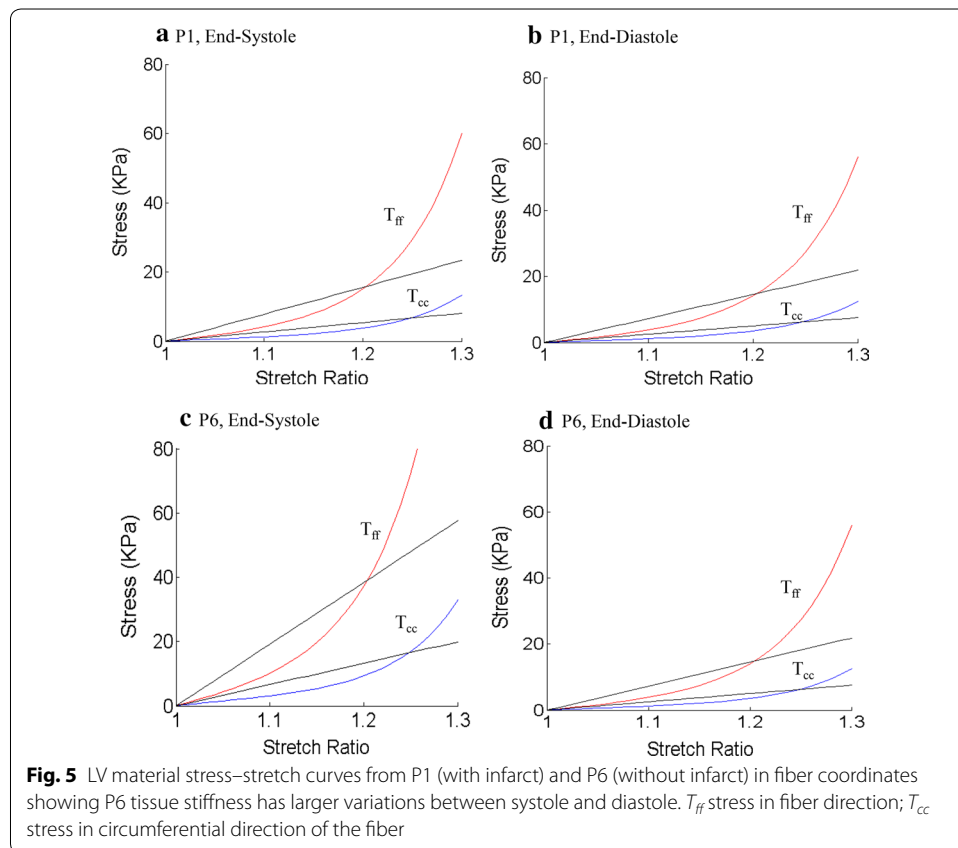 a P1, End-Systole
80
60
40
20
0
Stress (KPa)
T_ff
T_cc
1
1.1
1.2
1.3
Stretch Ratio
b P1, End-Diastole
80
60
40
20
0
Stress (KPa)
T_ff
T_cc
1
1.1
1.2
1.3
Stretch Ratio
c P6, End-Systole
80
60
40
20
0
Stress (KPa)
T_ff
T_cc
1
1.1
1.2
1.3
Stretch Ratio
d P6, End-Diastole
80
60
40
20
0
Stress (KPa)
T_ff
T_cc
1
1.1
1.2
1.3
Stretch Ratio
Fig. 5 LV material stress–stretch curves from P1 (with infarct) and P6 (without infarct) in fiber coordinates
showing P6 tissue stiffness has larger variations between systole and diastole. T_ff stress in fiber direction; T_cc
stress in circumferential direction of the fiber